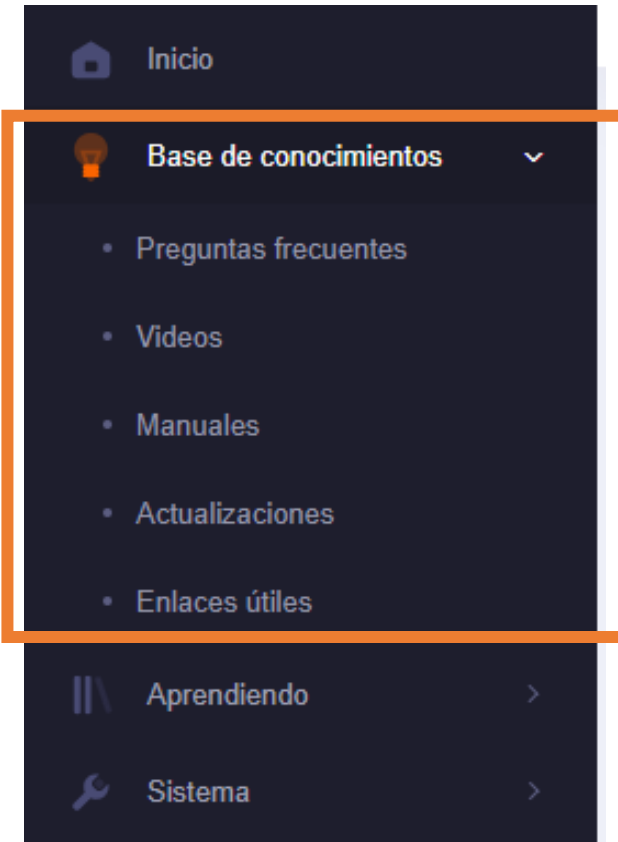 Inicio
Base de conocimientos
Preguntas frecuentes
Videos
Manuales
Actualizaciones
Enlaces útiles
Aprendiendo
Sistema